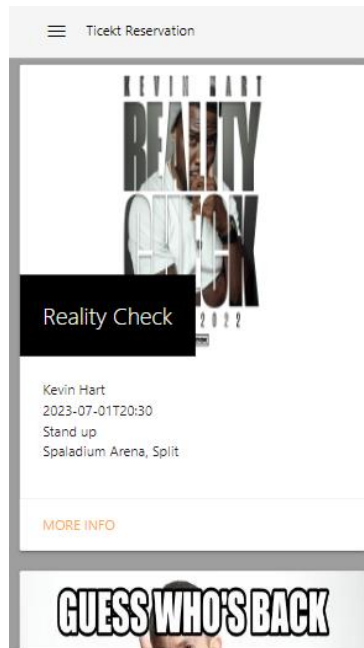 Ticekt Reservation
KEVIN HART
REALITY
CHECK
2022
Reality Check
Kevin Hart
2023-07-01T20:30
Stand up
Spaladium Arena, Split
MORE INFO
GUESS WHO'S BACK